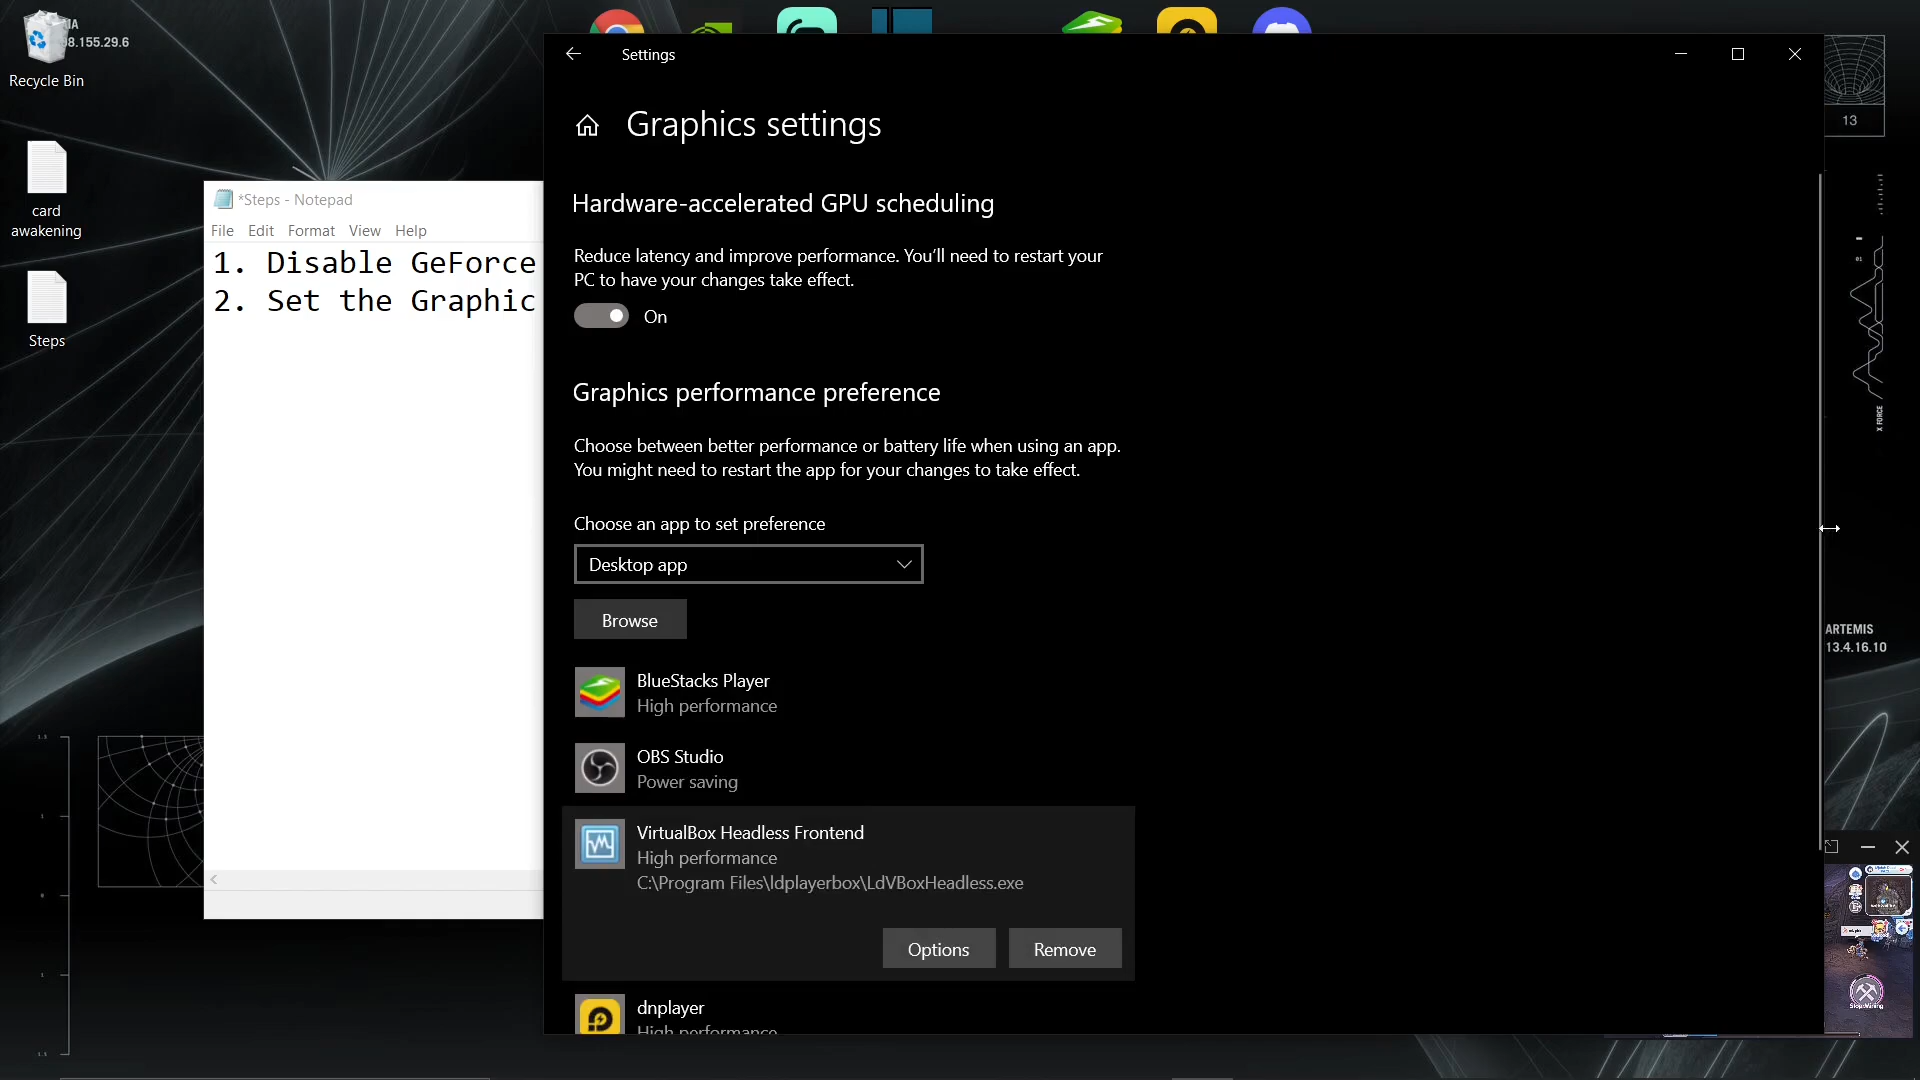 Recycle Bin
8.155.29.6
card
awakening
Steps
*Steps - Notepad
File Edit Format View Help
1. Disable GeForce
2. Set the Graphic
Settings
Graphics settings
Hardware-accelerated GPU scheduling
Reduce latency and improve performance. You'll need to restart your
PC to have your changes take effect.
On
Graphics performance preference
Choose between better performance or battery life when using an app.
You might need to restart the app for your changes to take effect.
Choose an app to set preference
Desktop app
Browse
BlueStacks Player
High performance
OBS Studio
Power saving
VirtualBox Headless Frontend
High performance
C:\Program Files\ldplayerbox\LdVBoxHeadless.exe
Options Remove
dnplayer
High performance
13
X FORCE
ARTEMIS
13.4.16.10
Stop Mining